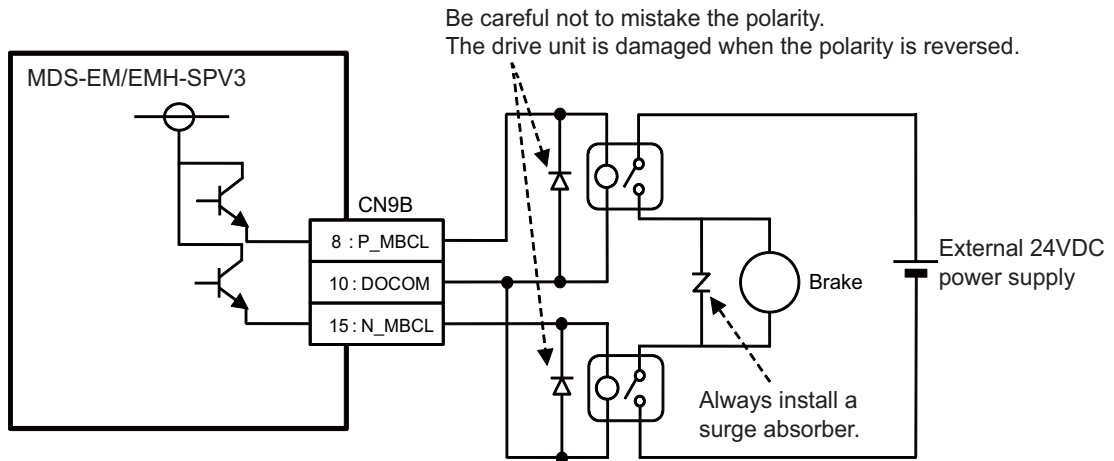 Be careful not to mistake the polarity.
The drive unit is damaged when the polarity is reversed.
MDS-EM/EMH-SPV3
CN9B
8 : P_MBCL
10 : DOCOM
15 : N_MBCL
Brake
External 24VDC
power supply
Always install a
surge absorber.